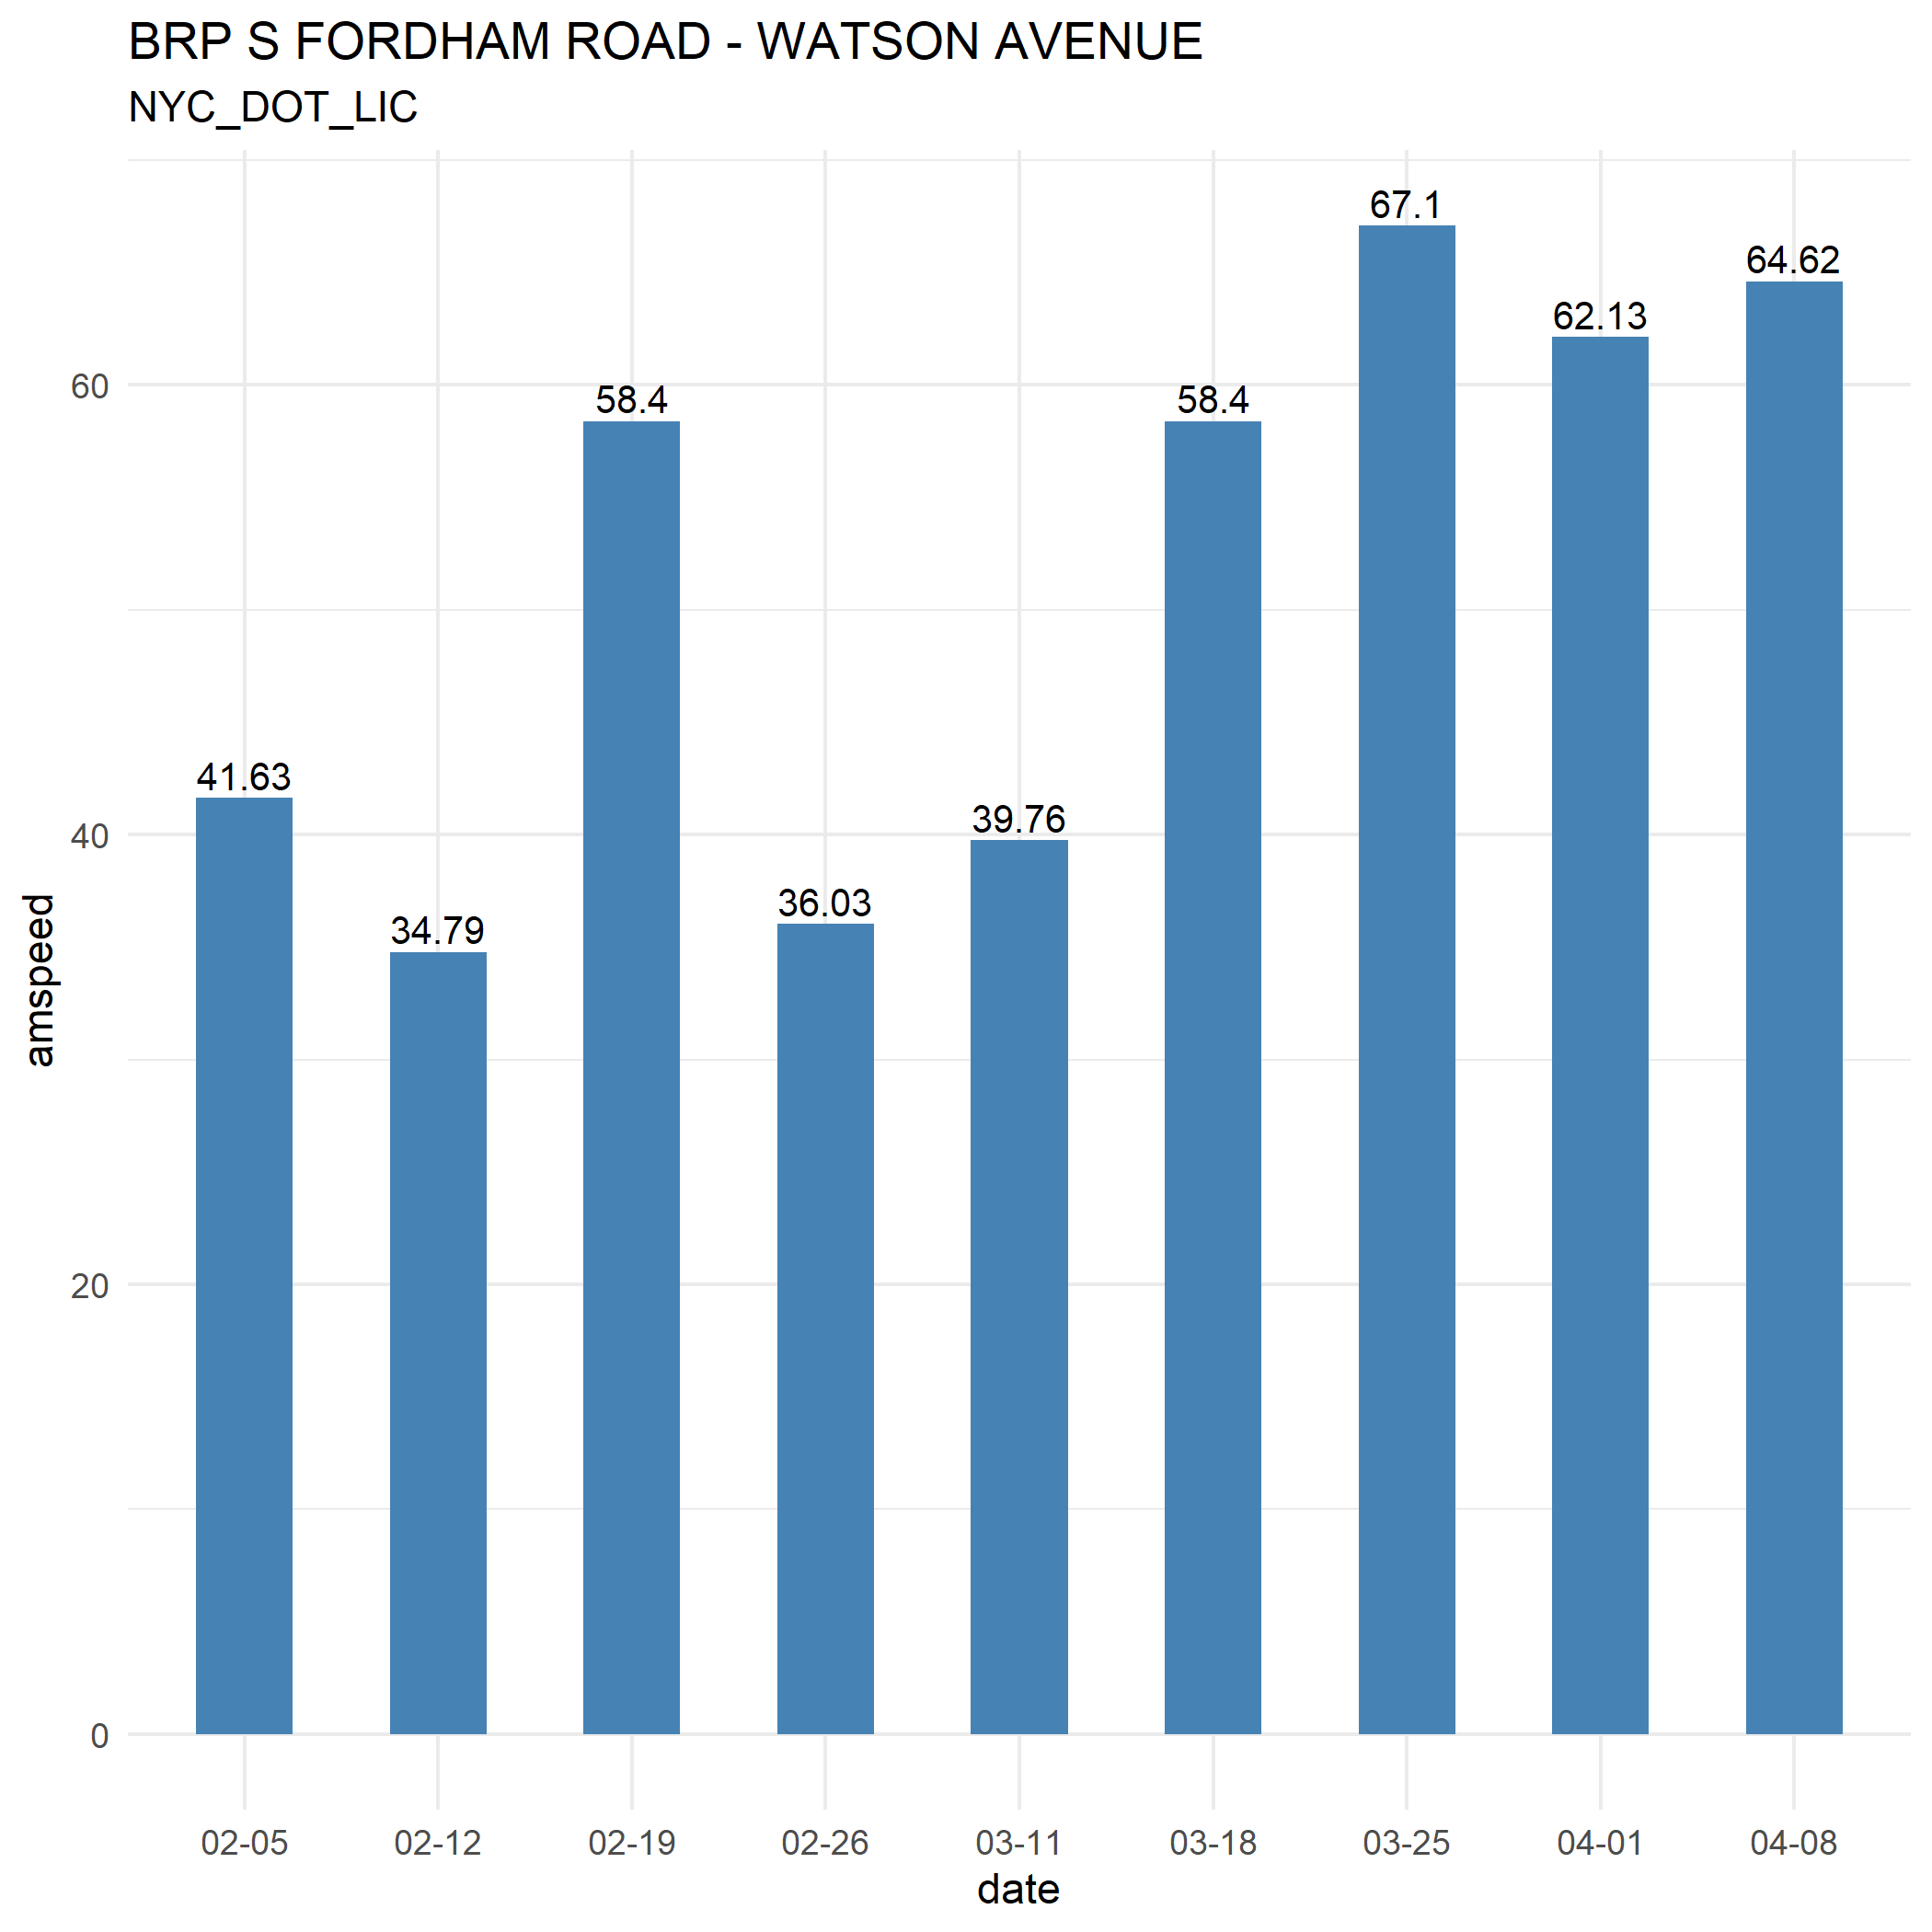 BRP S FORDHAM ROAD - WATSON AVENUE
NYC_DOT_LIC
67.1
64.62
62.13
60
58.4
58.4
41.63
40
39.76
36.03
34.79
amspeed
20
0
02-05 02-12 02-19 02-26 03-11 03-18 03-25 04-01 04-08
date